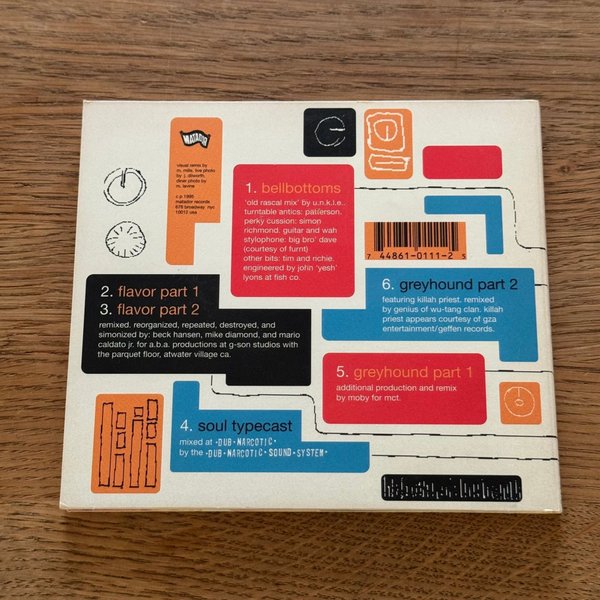 MATADOR
visual remix by
m. mills. live photo
by j. dilworth.
diner photo by
m. lavine
c p 1995
matador records
676 broadway. nyc
10012 usa
1. bellbottoms
'old rascal mix' by u.n.k.l.e..
turntable antics: patterson.
perky cussion: simon
richmond. guitar and wah
stylophone: big bro' dave
(courtesy of furnt)
other bits: tim and richie.
engineered by john 'yesh'
lyons at fish co.
7 44861-0111-2 5
2. flavor part 1
3. flavor part 2
remixed. reorganized, repeated, destroyed, and
simonized by: beck hansen, mike diamond, and mario
caldato jr. for a.b.a. productions at g-son studios with
the parquet floor, atwater village ca.
6. greyhound part 2
featuring killah priest. remixed
by genius of wu-tang clan. killah
priest appears courtesy of gza
entertainment/geffen records.
5. greyhound part 1
additional production and remix
by moby for mct.
4. soul typecast
mixed at •DUB•NARCOTIC•
by the •DUB•NARCOTIC•SOUND•SYSTEM•